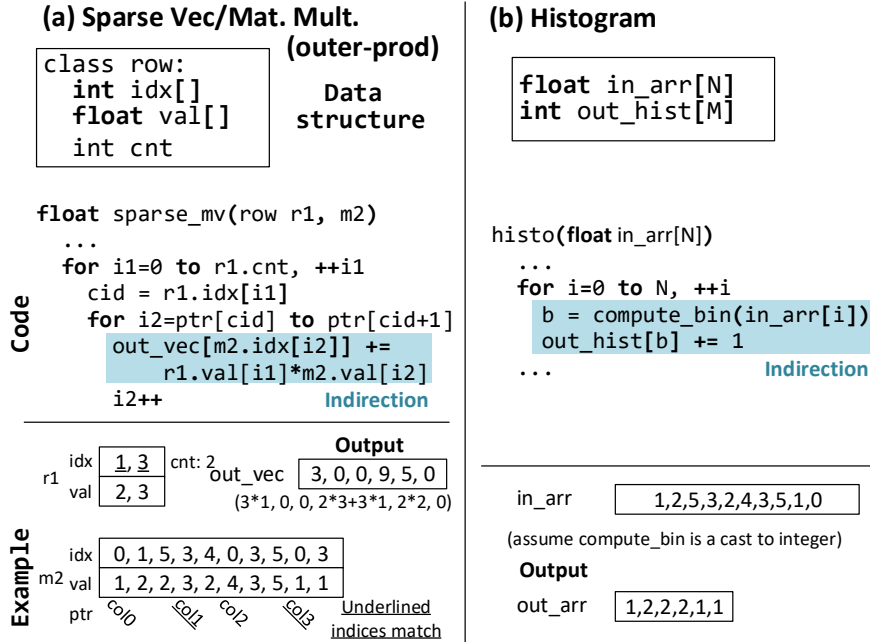 (a) Sparse Vec/Mat. Mult.
(outer-prod)
class row:
int idx[]
float val[]
int cnt
Data
structure
float sparse_mv(row r1, m2)
...
for i1=0 to r1.cnt, ++i1
cid = r1.idx[i1]
for i2=ptr[cid] to ptr[cid+1]
out_vec[m2.idx[i2]] +=
r1.val[i1]*m2.val[i2]
i2++
Indirection
Code
Output
r1
idx
1, 3
val
2, 3
cnt: 2
out_vec
3, 0, 0, 9, 5, 0
(3*1, 0, 0, 2*3+3*1, 2*2, 0)
Example
m2
idx
0, 1, 5, 3, 4, 0, 3, 5, 0, 3
val
1, 2, 2, 3, 2, 4, 3, 5, 1, 1
ptr
col0
col1
col2
col3
Underlined
indices match
(b) Histogram
float in_arr[N]
int out_hist[M]
histo(float in_arr[N])
...
for i=0 to N, ++i
b = compute_bin(in_arr[i])
out_hist[b] += 1
...
Indirection
in_arr
1,2,5,3,2,4,3,5,1,0
(assume compute_bin is a cast to integer)
Output
out_arr
1,2,2,2,1,1